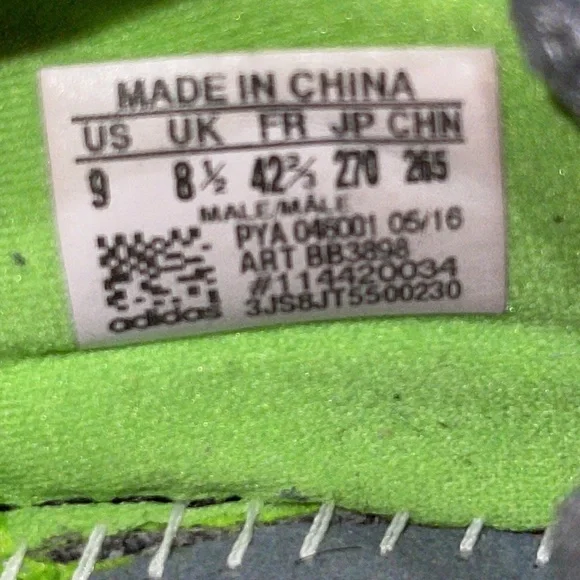 MADE IN CHINA
US UK FR JP CHN
9 8½ 42⅔ 270 265
MALE/MÂLE
PYA 046001 05/16
ART BB3898
#114420034
3JS8JT5500230
adidas